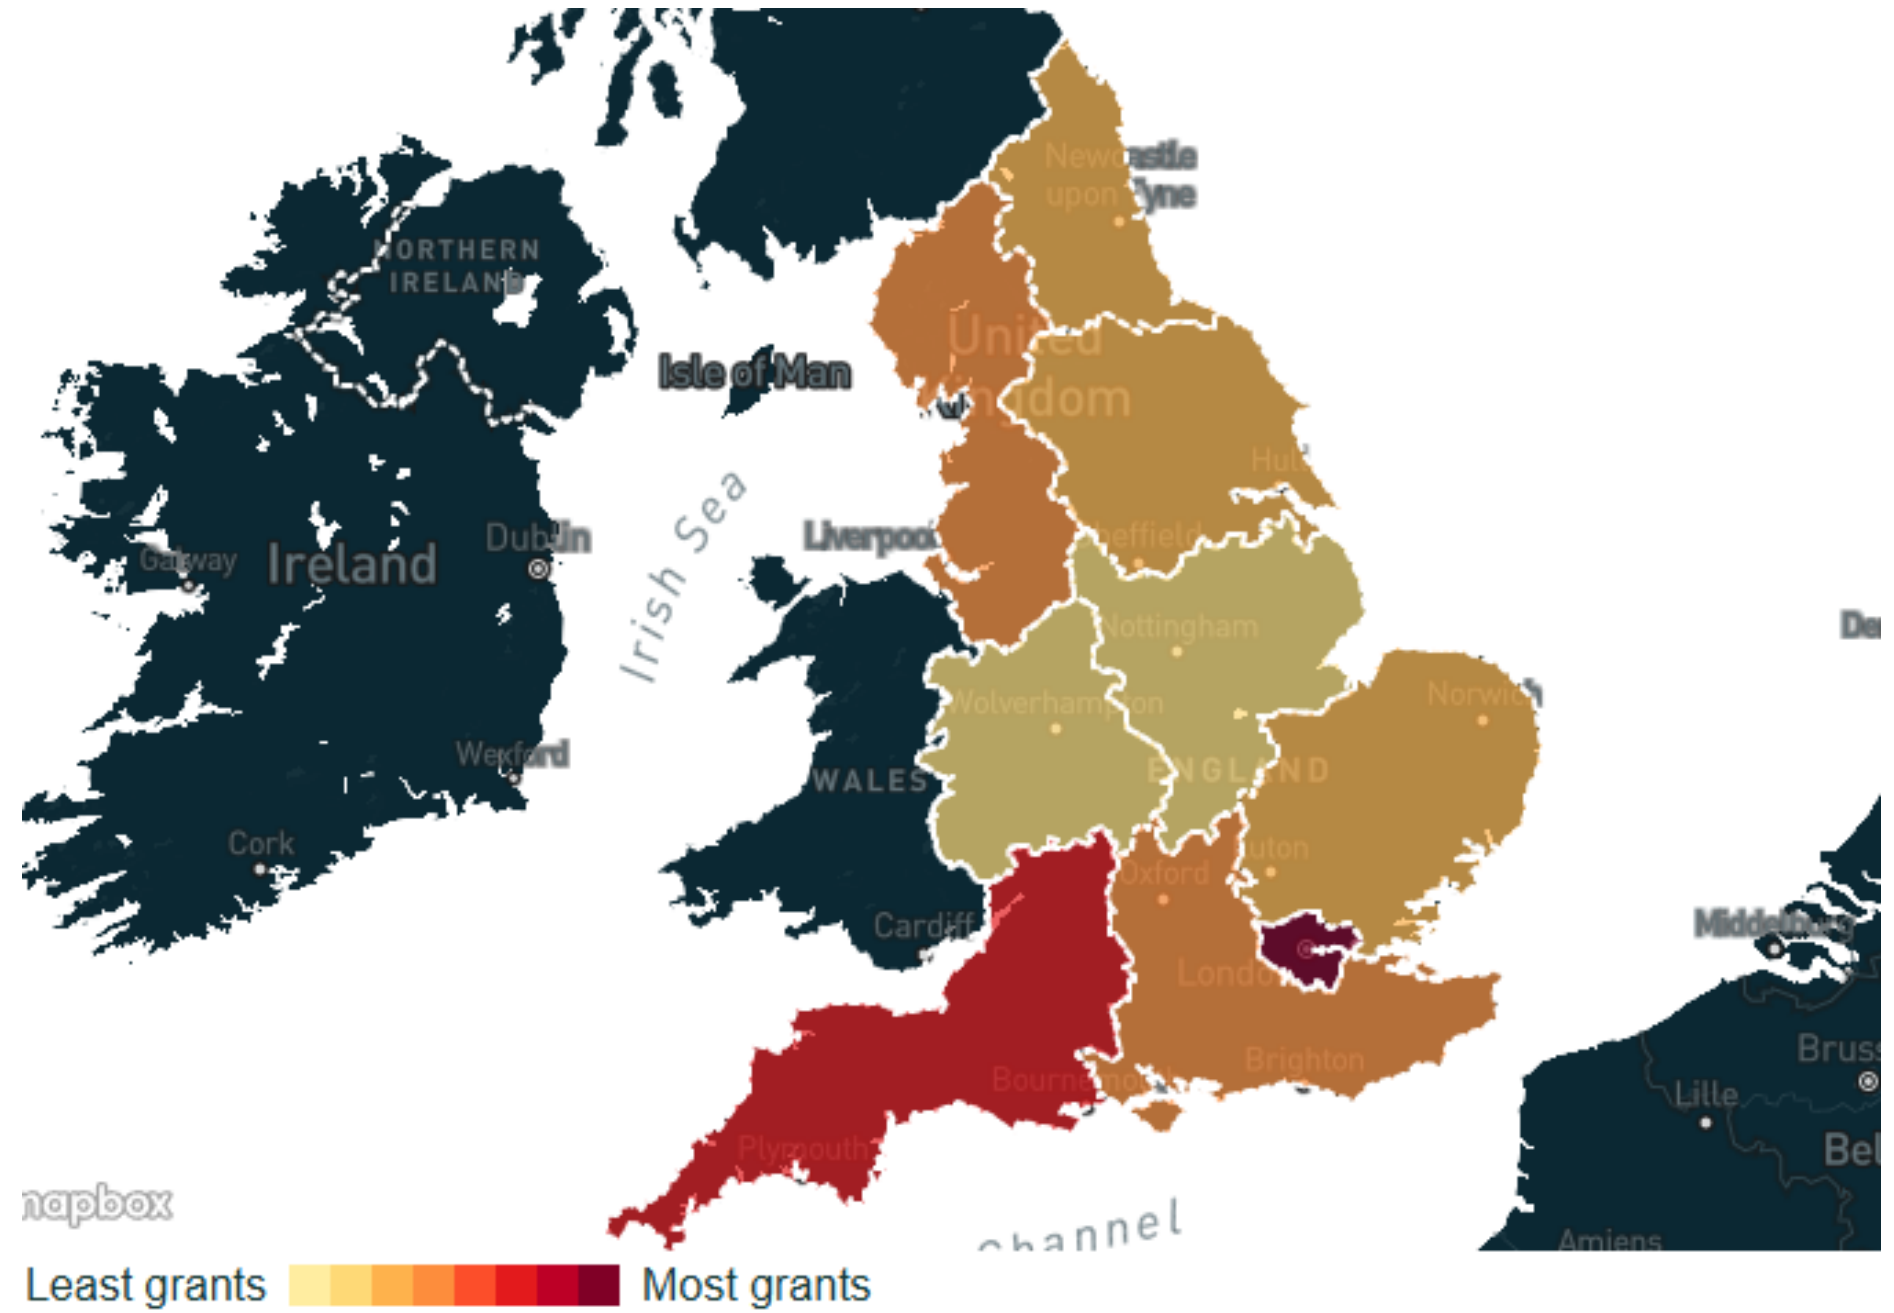 Newcastle
upon Tyne
NORTHERN
IRELAND
United
Kingdom
Isle of Man
Hull
Irish Sea
Liverpool
Sheffield
Dublin
Galway
Ireland
Nottingham
Norwich
Wolverhampton
Wexford
WALES
ENGLAND
Cork
Luton
Oxford
Cardiff
London
Middelburg
Brighton
Bournemouth
Bruss
Lille
Plymouth
Bel
mapbox
Channel
Amiens
Least grants
Most grants